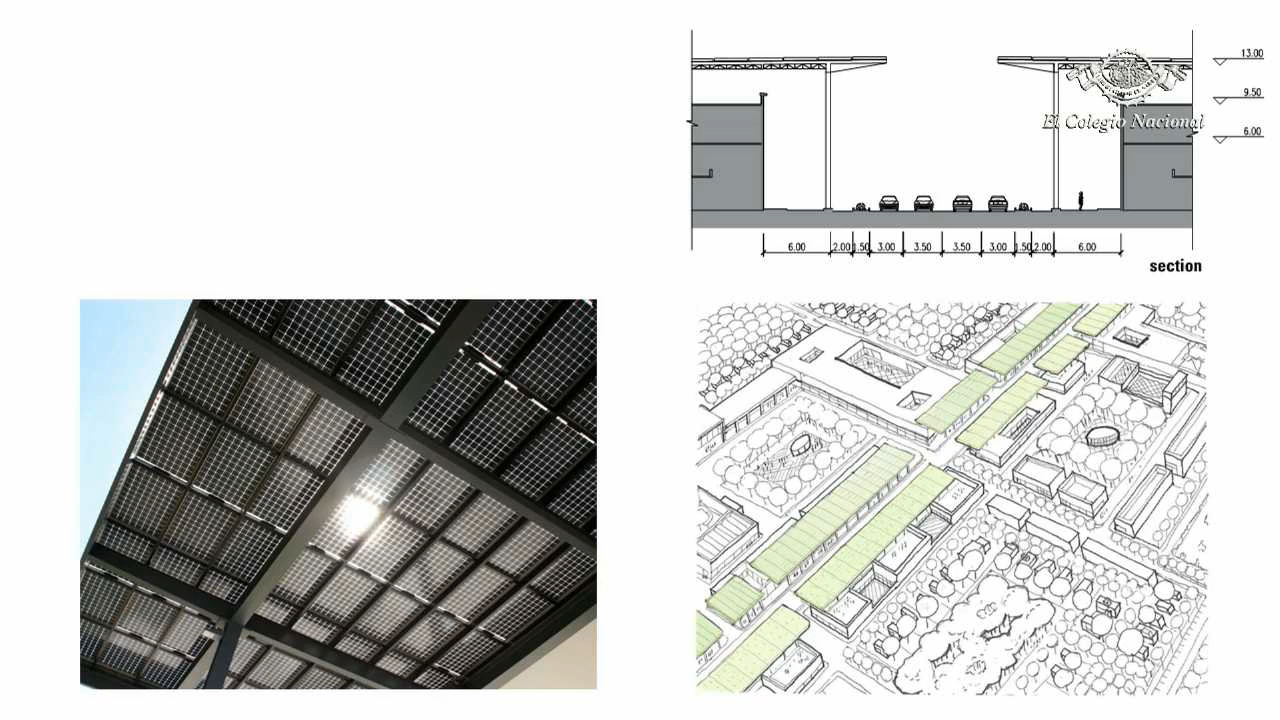 13.00
9.50
El Colegio Nacional
6.00
6.00 2.00 1.50 3.00 3.50 3.50 3.00 1.50 2.00 6.00
section